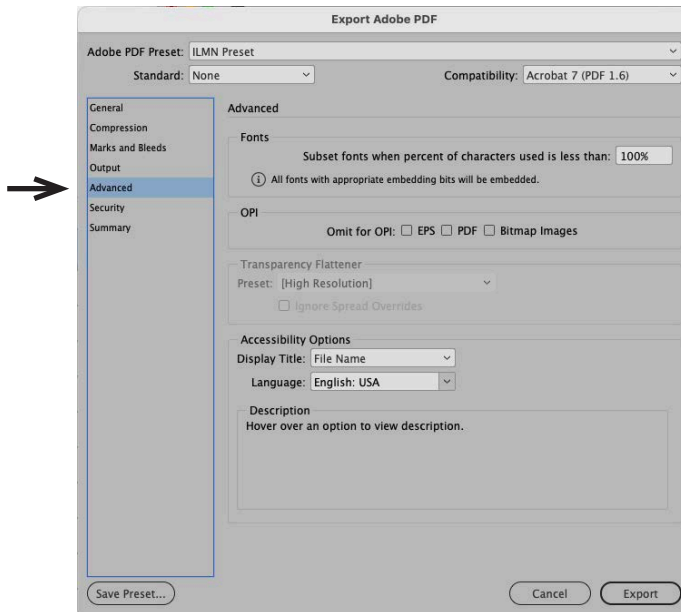 Export Adobe PDF
Adobe PDF Preset: ILMN Preset
Standard: None Compatibility: Acrobat 7 (PDF 1.6)
General
Compression
Marks and Bleeds
Output
Advanced
Security
Summary
Advanced
Fonts
Subset fonts when percent of characters used is less than: 100%
All fonts with appropriate embedding bits will be embedded.
OPI
Omit for OPI: EPS PDF Bitmap Images
Transparency Flattener
Preset: [High Resolution]
Ignore Spread Overrides
Accessibility Options
Display Title: File Name
Language: English: USA
Description
Hover over an option to view description.
Save Preset... Cancel Export